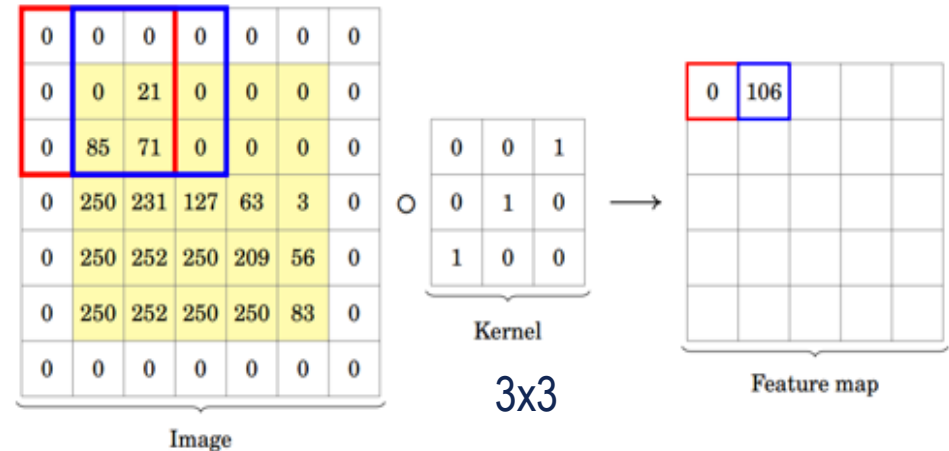 0 0 0 0 0 0 0
0 0 21 0 0 0 0
0 85 71 0 0 0 0
0 250 231 127 63 3 0
0 250 252 250 209 56 0
0 250 252 250 250 83 0
0 0 0 0 0 0 0
Image
0 0 1
0 1 0
1 0 0
Kernel
3x3
0 106
Feature map